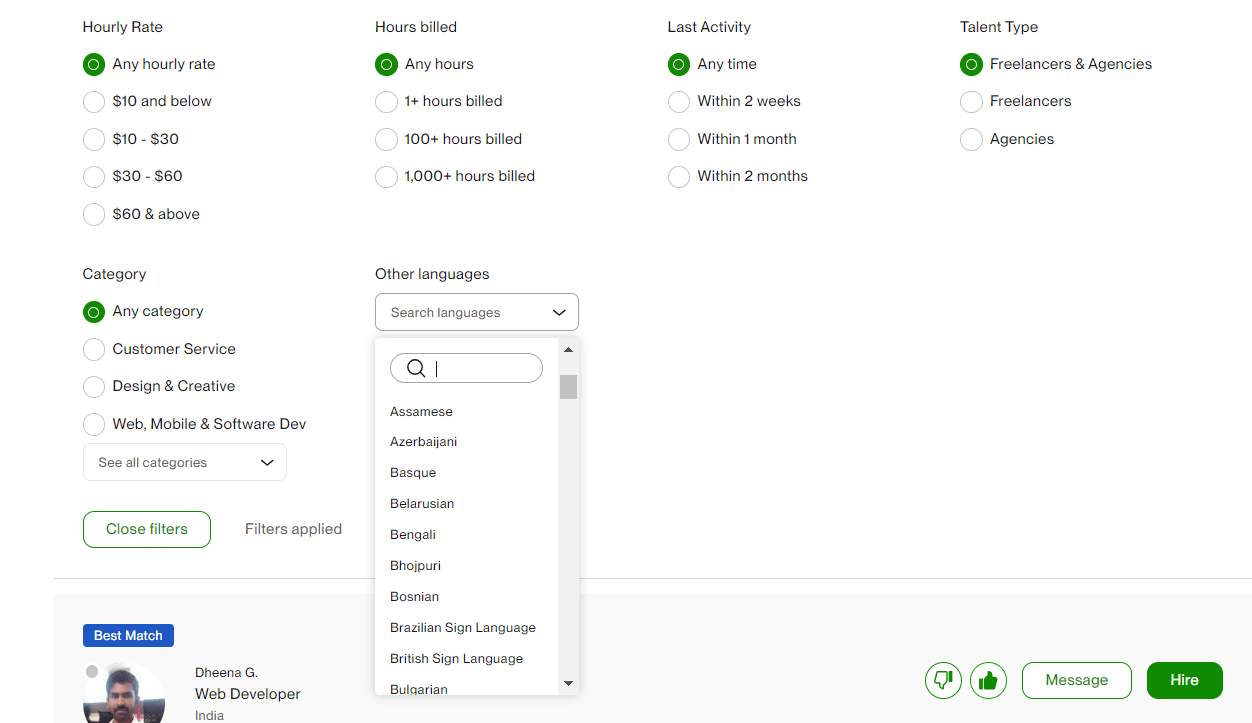 Hourly Rate
Any hourly rate
$10 and below
$10 - $30
$30 - $60
$60 & above
Hours billed
Any hours
1+ hours billed
100+ hours billed
1,000+ hours billed
Last Activity
Any time
Within 2 weeks
Within 1 month
Within 2 months
Talent Type
Freelancers & Agencies
Freelancers
Agencies
Category
Any category
Customer Service
Design & Creative
Web, Mobile & Software Dev
See all categories
Other languages
Search languages
Assamese
Azerbaijani
Basque
Belarusian
Bengali
Bhojpuri
Bosnian
Brazilian Sign Language
British Sign Language
Bulgarian
Close filters
Filters applied
Best Match
Dheena G.
Web Developer
India
Message
Hire